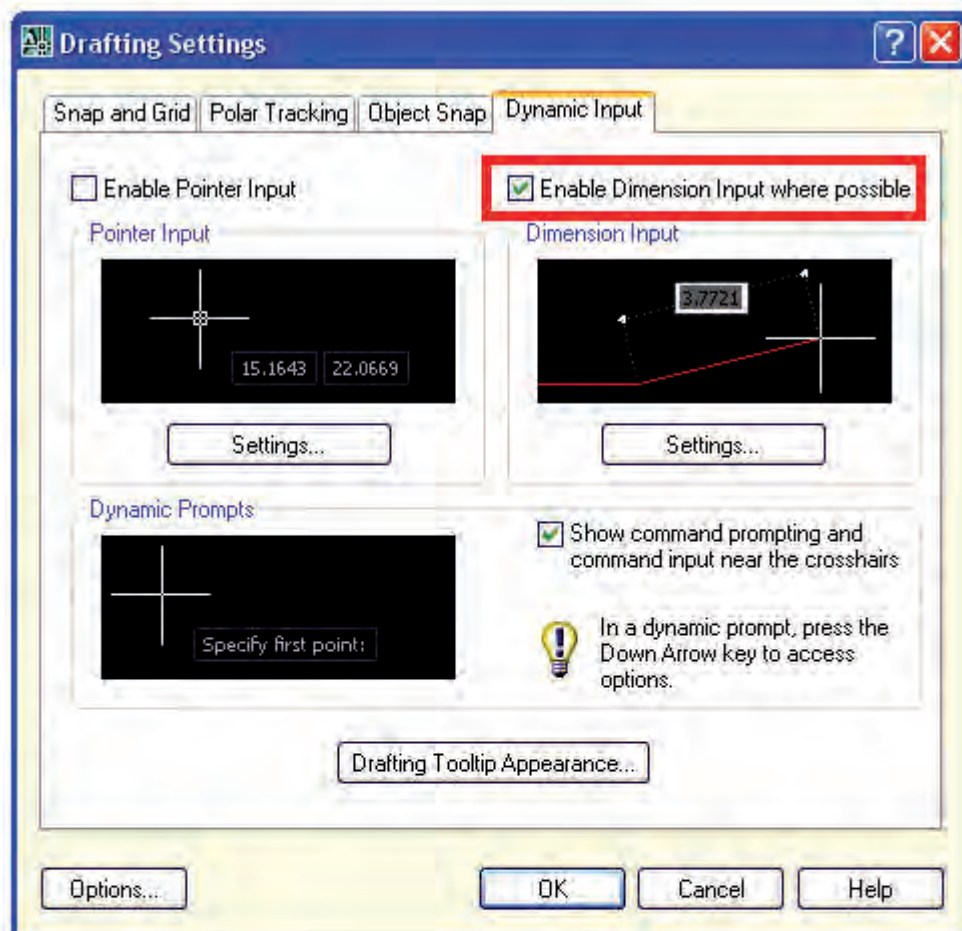 Drafting Settings
Snap and Grid Polar Tracking Object Snap Dynamic Input
Enable Pointer Input
Enable Dimension Input where possible
Pointer Input
Dimension Input
15.1643 22.0669
3.7721
Settings...
Settings...
Dynamic Prompts
Specify first point:
Show command prompting and
command input near the crosshairs
In a dynamic prompt, press the
Down Arrow key to access
options.
Drafting Tooltip Appearance...
Options...
OK
Cancel
Help